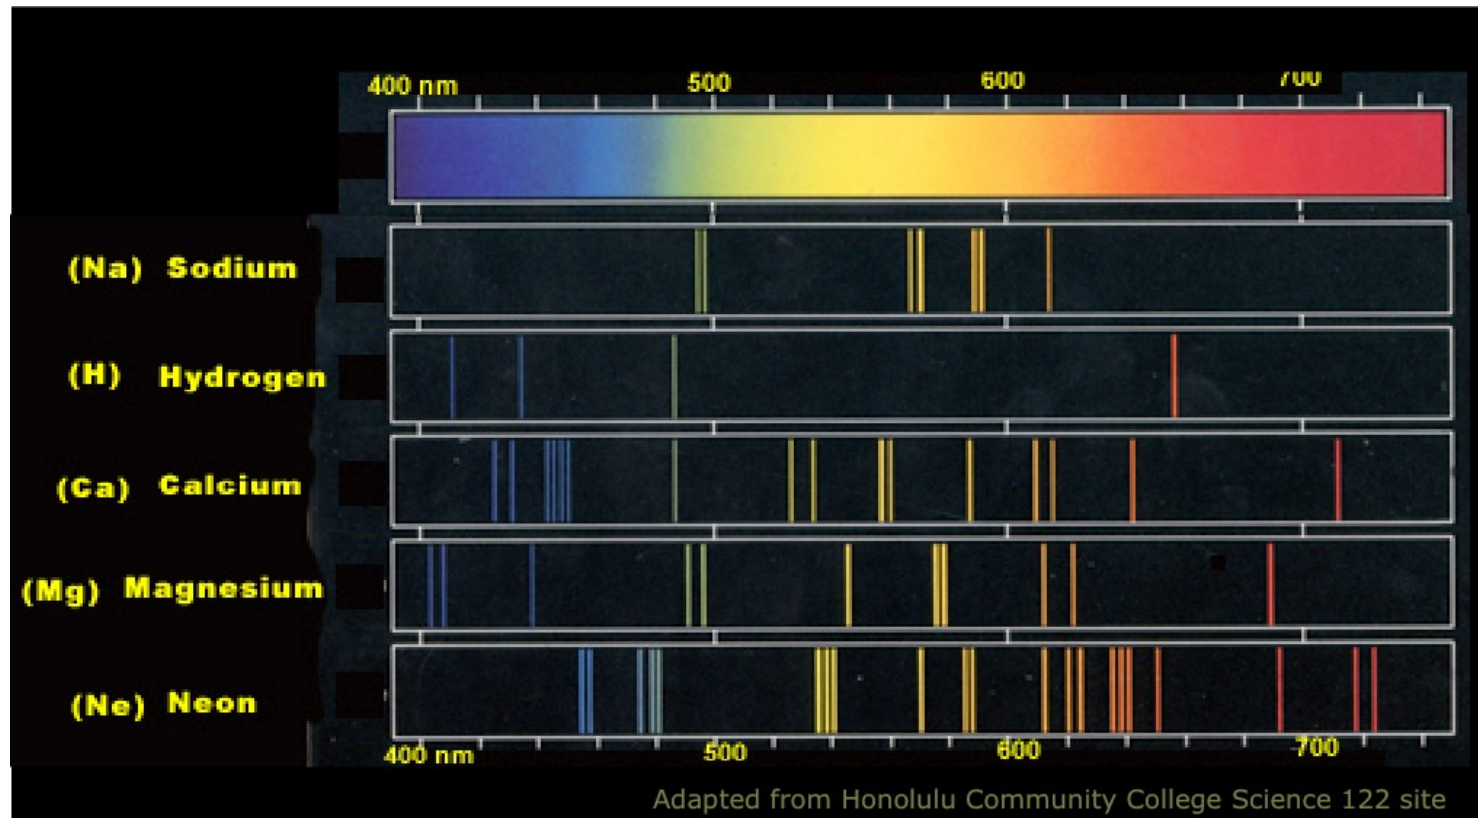 400 nm 500 600 700
(Na) Sodium
(H) Hydrogen
(Ca) Calcium
(Mg) Magnesium
(Ne) Neon
400 nm 500 600 700
Adapted from Honolulu Community College Science 122 site